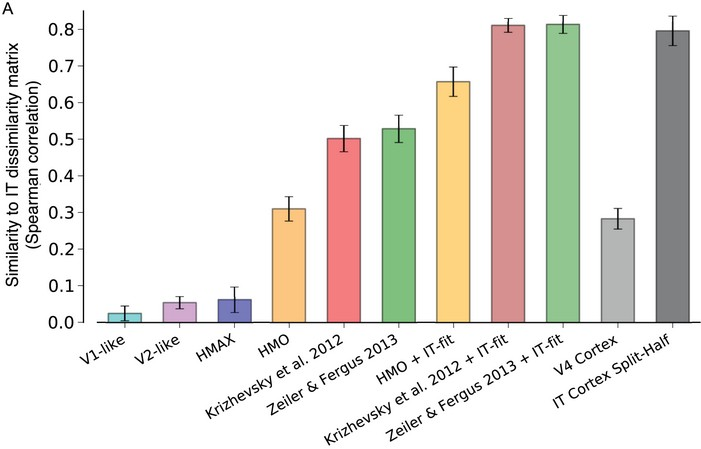 A
Similarity to IT dissimilarity matrix
(Spearman correlation)
0.8
0.7
0.6
0.5
0.4
0.3
0.2
0.1
0.0
V1-like
V2-like
HMAX
HMO
Krizhevsky et al. 2012
Zeiler & Fergus 2013
HMO + IT-fit
Krizhevsky et al. 2012 + IT-fit
Zeiler & Fergus 2013 + IT-fit
V4 Cortex
IT Cortex Split-Half